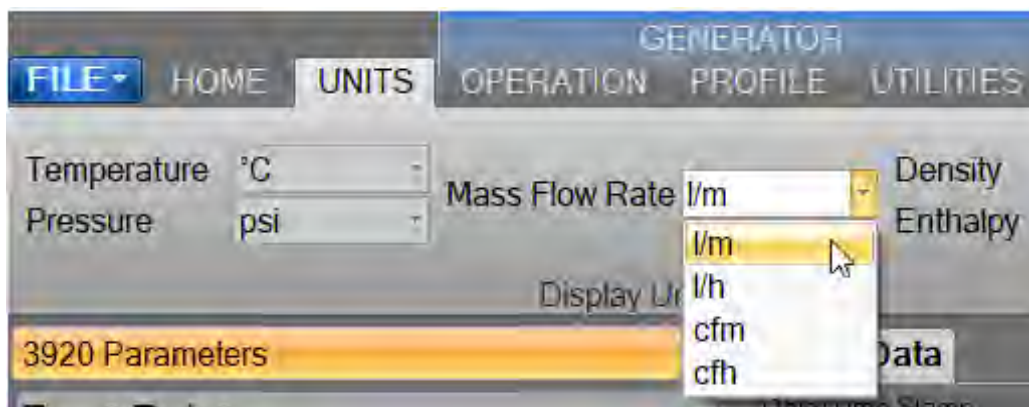 GENERATOR
FILE HOME UNITS OPERATION PROFILE UTILITIES
Temperature °C
Pressure psi
Mass Flow Rate l/m
Density
Enthalpy
l/m
l/h
cfm
cfh
Display
3920 Parameters
Data